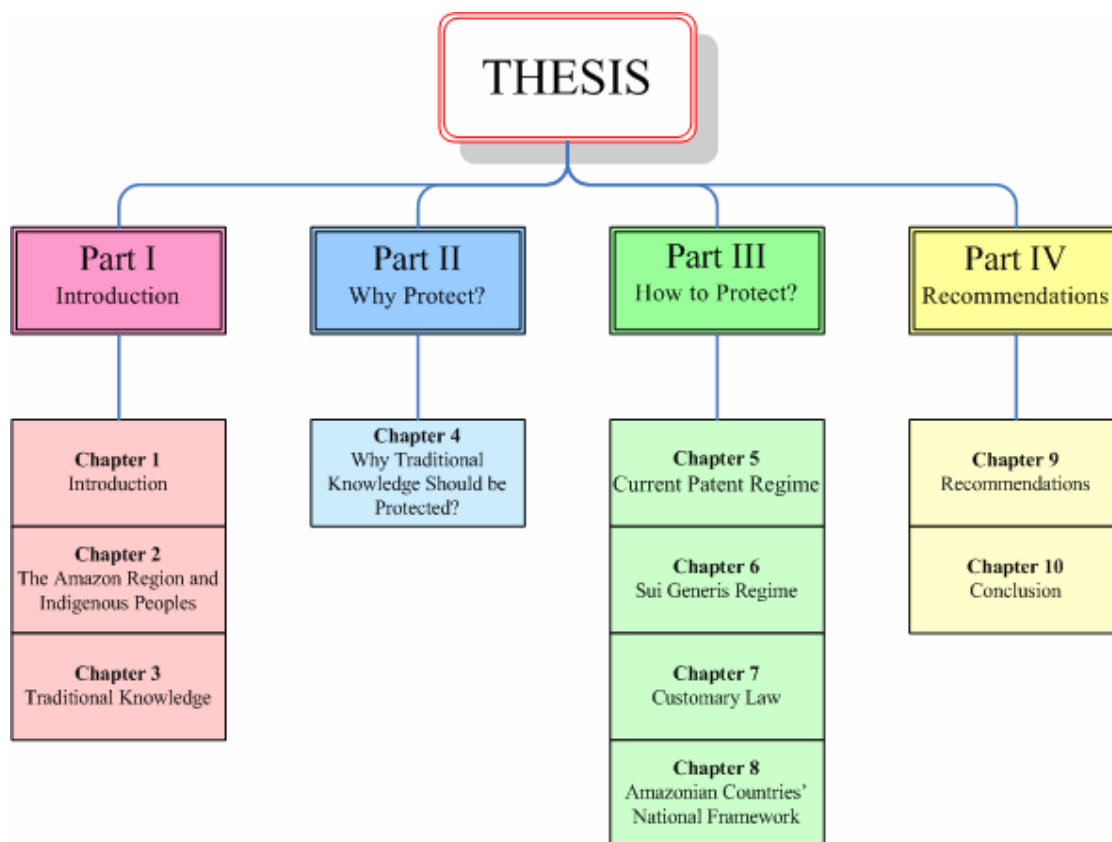 THESIS
Part I
Introduction
Part II
Why Protect?
Part III
How to Protect?
Part IV
Recommendations
Chapter 1
Introduction
Chapter 2
The Amazon Region and
Indigenous Peoples
Chapter 3
Traditional Knowledge
Chapter 4
Why Traditional
Knowledge Should be
Protected?
Chapter 5
Current Patent Regime
Chapter 6
Sui Generis Regime
Chapter 7
Customary Law
Chapter 8
Amazonian Countries’
National Framework
Chapter 9
Recommendations
Chapter 10
Conclusion